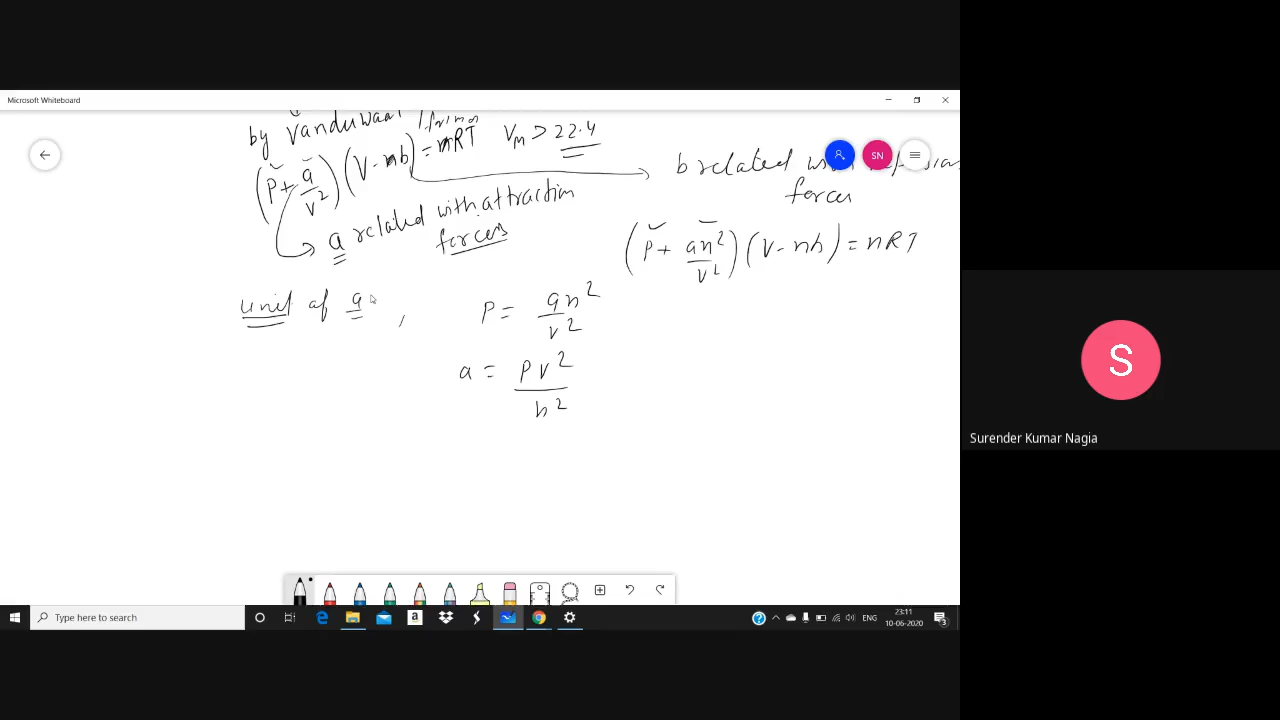 Microsoft Whiteboard
by Vanduwaal
(P + a/v²)(V - nb) = nRT VM > 22.4
b related with
forces
a related with attraction
forces
(P + an²/v²)(V - nb) = nRT
unit of a ,
P = an²/v²
a = Pv²/n²
SN
S
Surender Kumar Nagia
Type here to search
ENG
23:11
10-06-2020